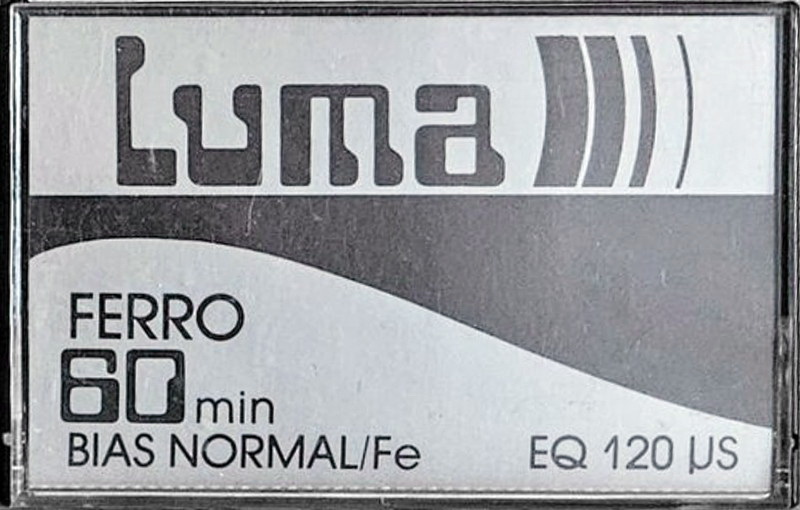 Luma
FERRO
60 min
BIAS NORMAL/Fe
EQ 120 µS